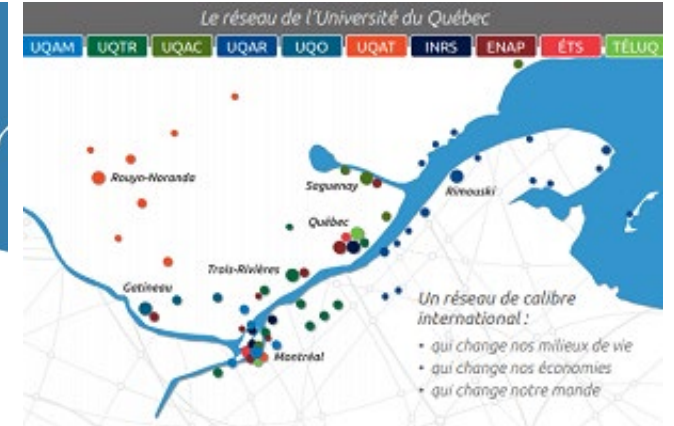 Le réseau de l'Université du Québec
UQAM UQTR UQAC UQAR UQO UQAT INRS ENAP ÉTS TÉLUQ
Rouyn-Noranda
Saguenay
Rimouski
Québec
Trois-Rivières
Gatineau
Un réseau de calibre
international :
• qui change nos milieux de vie
• qui change nos économies
• qui change notre monde
Montréal